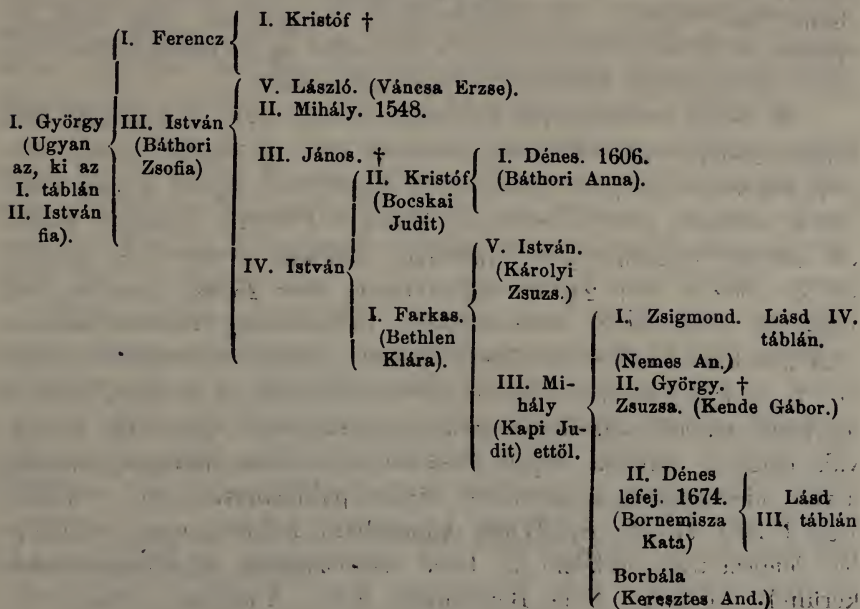 I. György
(Ugyan
az, ki az
I. táblán
II. István
fia).
I. Ferencz
I. Kristóf †
III. István
(Báthori
Zsofia)
V. László. (Váncsa Erzse).
II. Mihály. 1548.
III. János. †
IV. István
II. Kristóf
(Bocskai
Judit)
I. Dénes. 1606.
(Báthori Anna).
I. Farkas.
(Bethlen
Klára).
V. István.
(Károlyi
Zsuzs.)
III. Mi-
hály
(Kapi Ju-
dit) ettöl.
I. Zsigmond. Lásd IV.
táblán.
(Nemes An.)
II. György. †
Zsuzsa. (Kende Gábor.)
II. Dénes
lefej. 1674.
(Bornemisza
Kata)
Lásd
III. táblán
Borbála
(Keresztes And.)